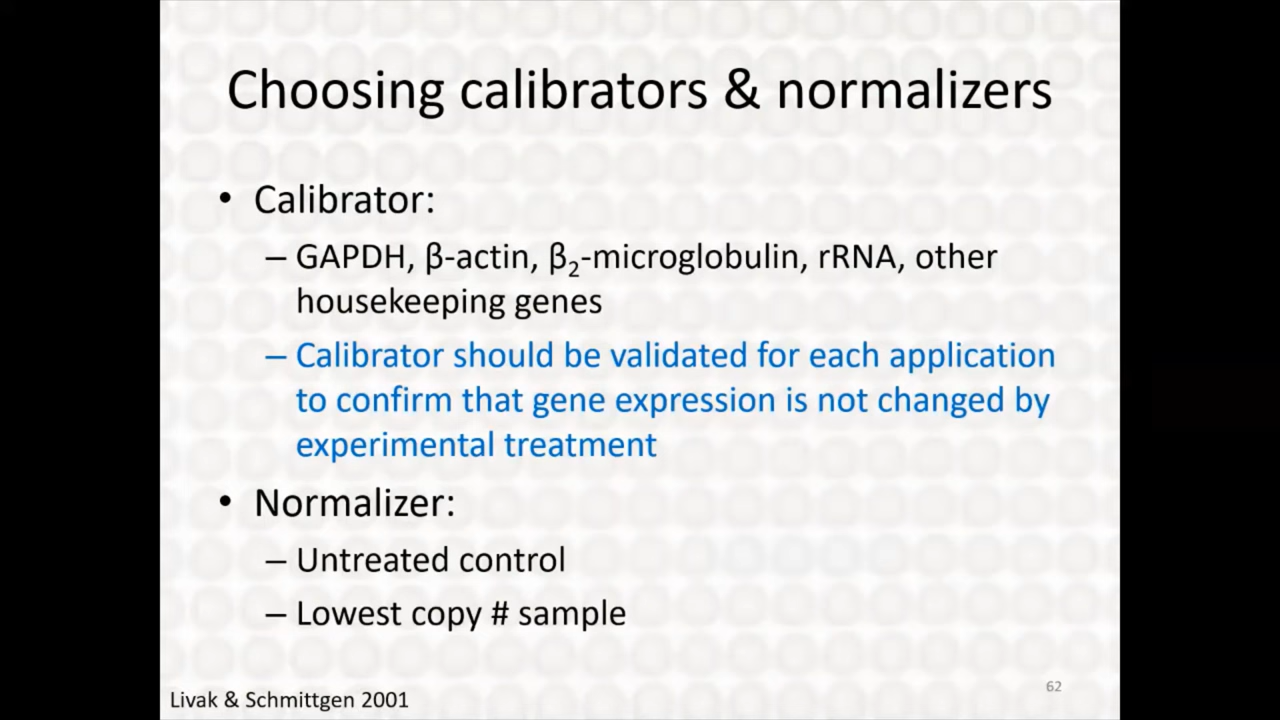 Choosing calibrators & normalizers
• Calibrator:
– GAPDH, β-actin, β₂-microglobulin, rRNA, other
housekeeping genes
– Calibrator should be validated for each application
to confirm that gene expression is not changed by
experimental treatment
• Normalizer:
– Untreated control
– Lowest copy # sample
Livak & Schmittgen 2001
62